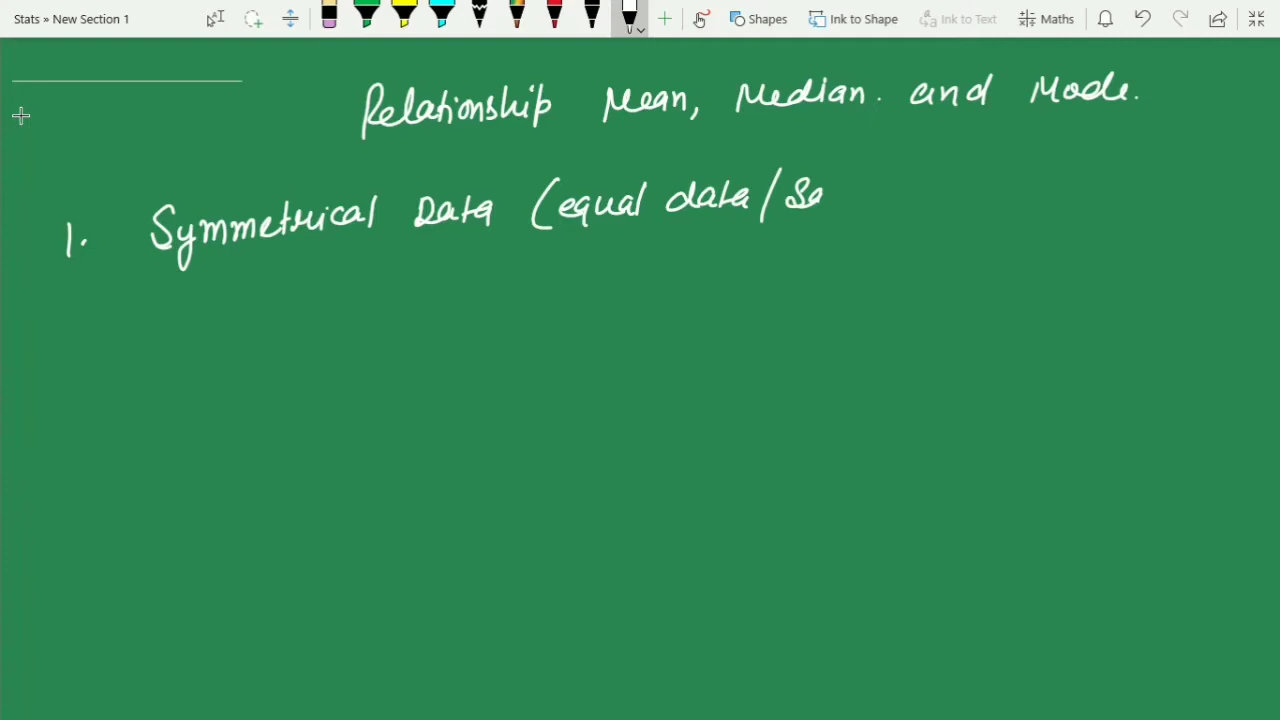 Stats » New Section 1
Shapes
Ink to Shape
Ink to Text
Maths
Relationship Mean, Median. and Mode.
1. Symmetrical Data (equal data/Sa